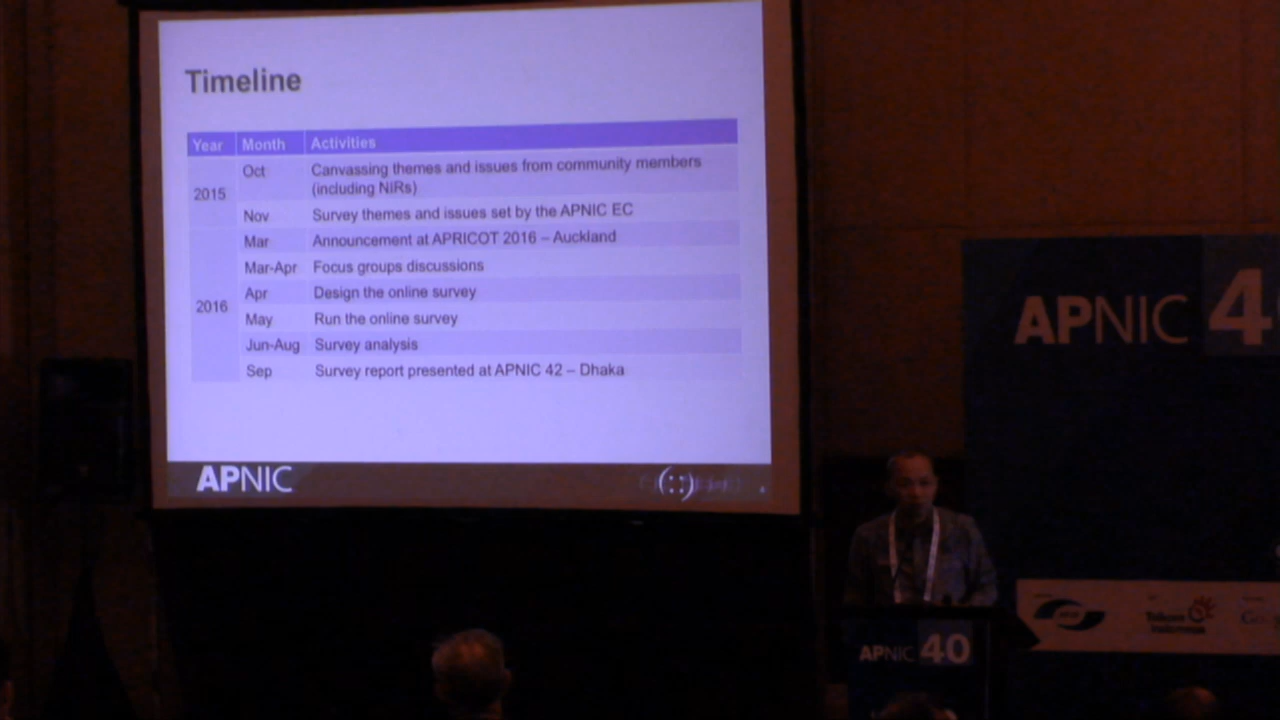 Timeline
Year Month Activities
2015
Oct Canvassing themes and issues from community members
(including NIRs)
Nov Survey themes and issues set by the APNIC EC
2016
Mar Announcement at APRICOT 2016 – Auckland
Mar-Apr Focus groups discussions
Apr Design the online survey
May Run the online survey
Jun-Aug Survey analysis
Sep Survey report presented at APNIC 42 – Dhaka
APNIC
(::)
APNIC 4
APNIC 40